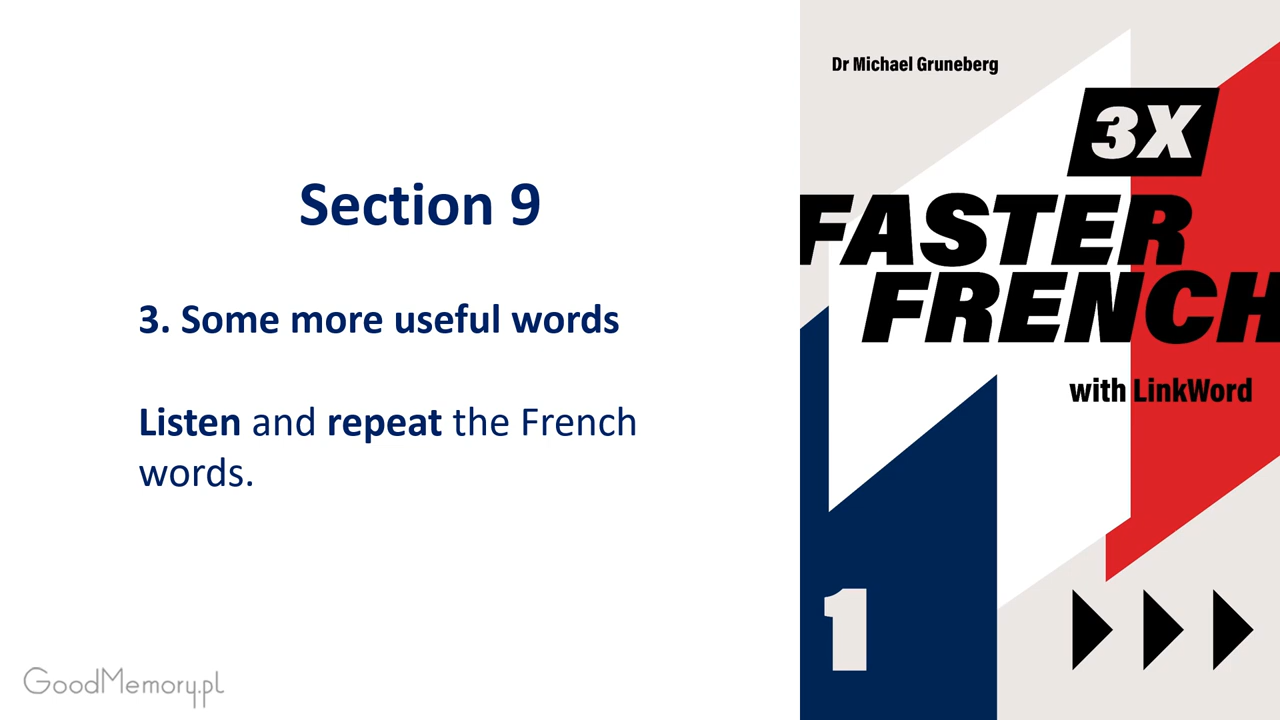 Section 9
3. Some more useful words
Listen and repeat the French
words.
GoodMemory.pl
Dr Michael Gruneberg
3X
FASTER
FRENCH
with LinkWord
1